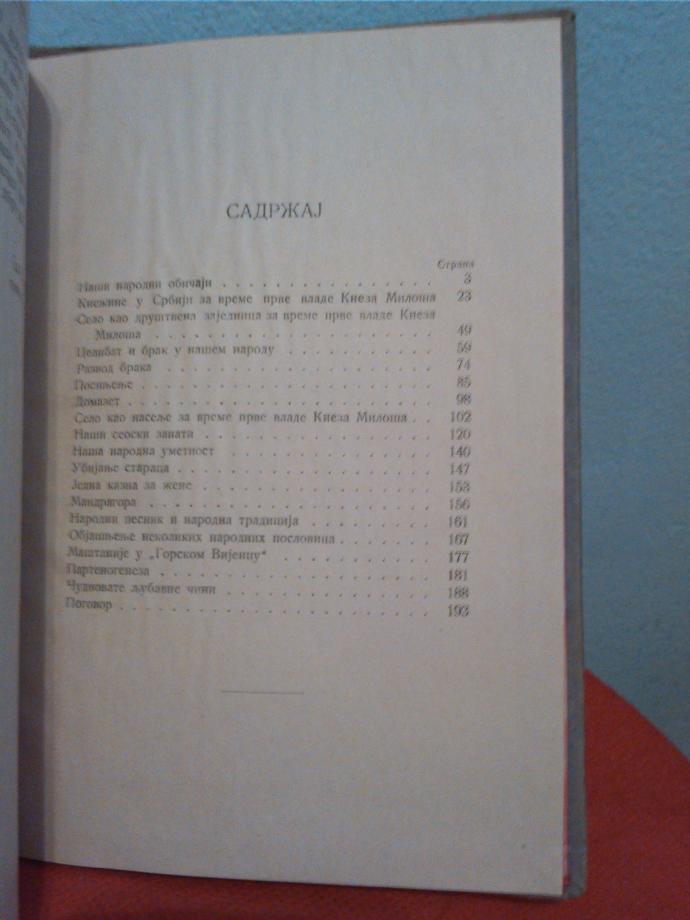 САДРЖАЈ
Страна
Наши народни обичаји . . . . . . . . . . . . . . . . 3
Кнежине у Србији за време прве владе Кнеза Милоша 23
Село као друштвена заједница за време прве владе Кнеза
Милоша . . . . . . . . . . . . . . . . . . . . 49
Целибат и брак у нашем народу . . . . . . . . . . . 59
Развод брака . . . . . . . . . . . . . . . . . . 74
Посињење . . . . . . . . . . . . . . . . . . . . 85
Домазет . . . . . . . . . . . . . . . . . . . . 98
Село као насеље за време прве владе Кнеза Милоша . . 102
Наши сеоски занати . . . . . . . . . . . . . . . . 120
Наша народна уметност . . . . . . . . . . . . . . 140
Убијање стараца . . . . . . . . . . . . . . . . . 147
Једна казна за жене . . . . . . . . . . . . . . . . 153
Мандрагора . . . . . . . . . . . . . . . . . . . 156
Народни песник и народна традиција . . . . . . . . . 161
Објашњење неколиких народних пословица . . . . . . . 167
Маштаније у „Горском Вијенцу“ . . . . . . . . . . . 177
Партеногенеза . . . . . . . . . . . . . . . . . . 181
Чудновате љубавне чини . . . . . . . . . . . . . . 188
Поговор . . . . . . . . . . . . . . . . . . . . . 193